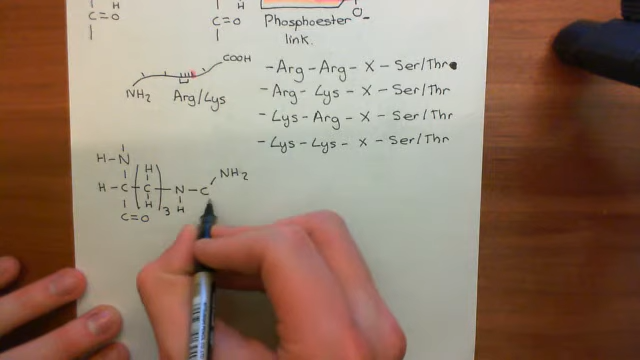 H
C=O
H
C=O
Phosphoester
link.
O-
NH2
COOH
Arg/Lys
-Arg-Arg-X-Ser/Thr
-Arg-Lys-X-Ser/Thr
-Lys-Arg-X-Ser/Thr
-Lys-Lys-X-Ser/Thr
H-N
H
NH2
H-C-(C)3-N-C
H
H
C=O